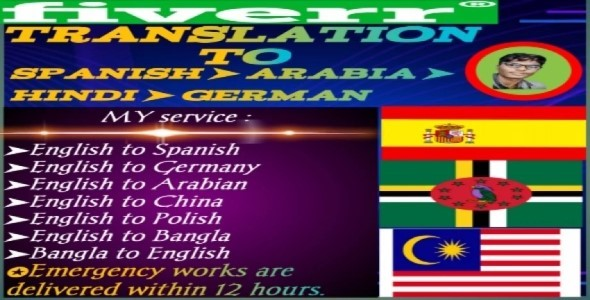 fiverr®
TRANSLATION
TO
SPANISH➤ARABIA➤
HINDI➤GERMAN
MY service :
➤English to Spanish
➤English to Germany
➤English to Arabian
➤English to China
➤English to Polish
➤English to Bangla
➤Bangla to English
✪Emergency works are
delivered within 12 hours.